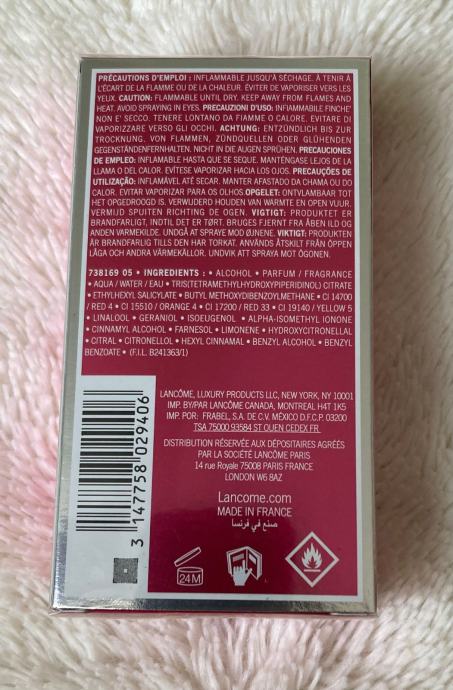 PRÉCAUTIONS D'EMPLOI : INFLAMMABLE JUSQU'À SÉCHAGE. À TENIR À
L'ÉCART DE LA FLAMME OU DE LA CHALEUR. ÉVITER DE VAPORISER VERS LES
YEUX. CAUTION: FLAMMABLE UNTIL DRY. KEEP AWAY FROM FLAMES AND
HEAT. AVOID SPRAYING IN EYES. PRECAUZIONI D'USO: INFIAMMABILE FINCHE'
NON E' SECCO. TENERE LONTANO DA FIAMME O CALORE. EVITARE DI
VAPORIZZARE VERSO GLI OCCHI. ACHTUNG: ENTZÜNDLICH BIS ZUR
TROCKNUNG. VON FLAMMEN, ZÜNDQUELLEN ODER GLÜHENDEN
GEGENSTÄNDENFERNHALTEN. NICHT IN DIE AUGEN SPRÜHEN. PRECAUCIONES
DE EMPLEO: INFLAMABLE HASTA QUE SE SEQUE. MANTÉNGASE LEJOS DE LA
LLAMA O DEL CALOR. EVÍTESE VAPORIZAR HACIA LOS OJOS. PRECAUÇÕES DE
UTILIZAÇÃO: INFLAMÁVEL ATÉ SECAR. MANTER AFASTADO DA CHAMA OU DO
CALOR. EVITAR VAPORIZAR PARA OS OLHOS OPGELET: ONTVLAMBAAR TOT
HET OPGEDROOGD IS. VERWIJDERD HOUDEN VAN WARMTE EN OPEN VUUR.
VERMIJD SPUITEN RICHTING DE OGEN. VIGTIGT: PRODUKTET ER
BRANDFARLIGT, INDTIL DET ER TØRT. BRUGES FJERNT FRA ÅBEN ILD OG
ANDEN VARMEKILDE. UNDGÅ AT SPRAY MOD ØJNENE. VIKTIGT: PRODUKTEN
ÄR BRANDFARLIG TILLS DEN HAR TORKAT. ANVÄNDS ÅTSKILT FRÅN ÖPPEN
LÅGA OCH ANDRA VÄRMEKÄLLOR. UNDVIK ATT SPRAYA MOT ÖGONEN.
738169 05 • INGREDIENTS : • ALCOHOL • PARFUM / FRAGRANCE
• AQUA / WATER / EAU • TRIS(TETRAMETHYLHYDROXYPIPERIDINOL) CITRATE
• ETHYLHEXYL SALICYLATE • BUTYL METHOXYDIBENZOYLMETHANE • CI 14700
/ RED 4 • CI 15510 / ORANGE 4 • CI 17200 / RED 33 • CI 19140 / YELLOW 5
• LINALOOL • GERANIOL • ISOEUGENOL • ALPHA-ISOMETHYL IONONE
• CINNAMYL ALCOHOL • FARNESOL • LIMONENE • HYDROXYCITRONELLAL
• CITRAL • CITRONELLOL • HEXYL CINNAMAL • BENZYL ALCOHOL • BENZYL
BENZOATE • (F.I.L. B241363/1)
LANCÔME, LUXURY PRODUCTS LLC, NEW YORK, NY 10001
IMP. BY/PAR LANCÔME CANADA, MONTREAL H4T 1K5
IMP. POR: FRABEL, S.A. DE C.V. MÉXICO D.F.C.P. 03200
TSA 75000 93584 ST OUEN CEDEX FR
DISTRIBUTION RÉSERVÉE AUX DÉPOSITAIRES AGRÉÉS
PAR LA SOCIÉTÉ LANCÔME PARIS
14 rue Royale 75008 PARIS FRANCE
LONDON W6 8AZ
Lancome.com
MADE IN FRANCE
صنع في فرنسا
3 147758 029406
24M